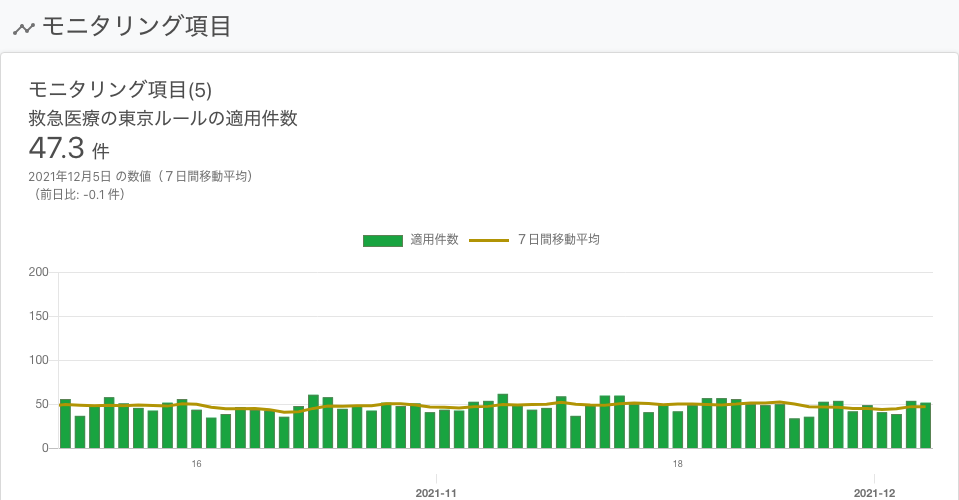 モニタリング項目
モニタリング項目(5)
救急医療の東京ルールの適用件数
47.3 件
2021年12月5日 の数値（７日間移動平均）
（前日比: -0.1 件）
適用件数 ７日間移動平均
200
150
100
50
0
16 18
2021-11 2021-12